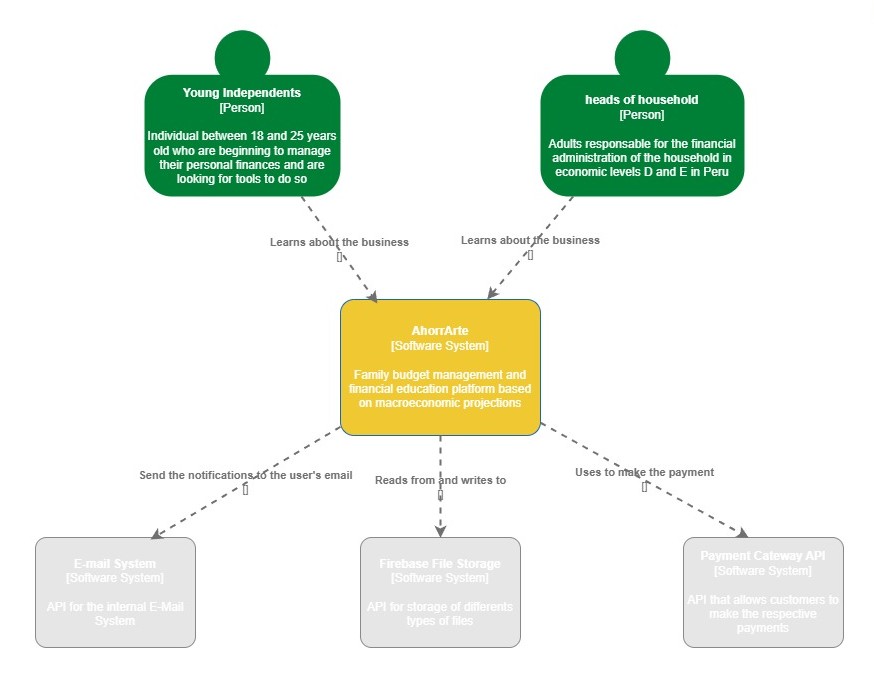 Young Independents
[Person]
Individual between 18 and 25 years
old who are beginning to manage
their personal finances and are
looking for tools to do so
heads of household
[Person]
Adults responsible for the financial
administration of the household in
economic levels D and E in Peru
Learns about the business
Learns about the business
AhorrArte
[Software System]
Family budget management and
financial education platform based
on macroeconomic projections
Send the notifications to the user's email
Reads from and writes to
Uses to make the payment
E-mail System
[Software System]
API for the internal E-Mail
System
Firebase File Storage
[Software System]
API for storage of differents
types of files
Payment Cateway API
[Software System]
API that allows customers to
make the respective
payments